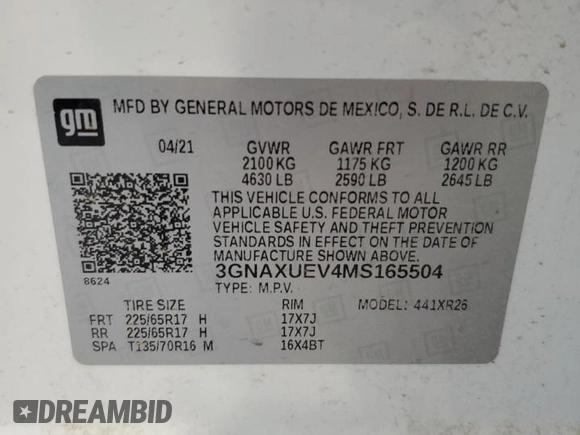 gm
MFD BY GENERAL MOTORS DE MEXICO, S. DE R.L. DE C.V.
04/21 GVWR GAWR FRT GAWR RR
2100 KG 1175 KG 1200 KG
4630 LB 2590 LB 2645 LB
THIS VEHICLE CONFORMS TO ALL
APPLICABLE U.S. FEDERAL MOTOR
VEHICLE SAFETY AND THEFT PREVENTION
STANDARDS IN EFFECT ON THE DATE OF
MANUFACTURE SHOWN ABOVE.
8624
3GNAXUEV4MS165504
TYPE: M.P.V.
TIRE SIZE RIM MODEL: 441XR26
FRT 225/65R17 H 17X7J
RR 225/65R17 H 17X7J
SPA T135/70R16 M 16X4BT
DREAMBID